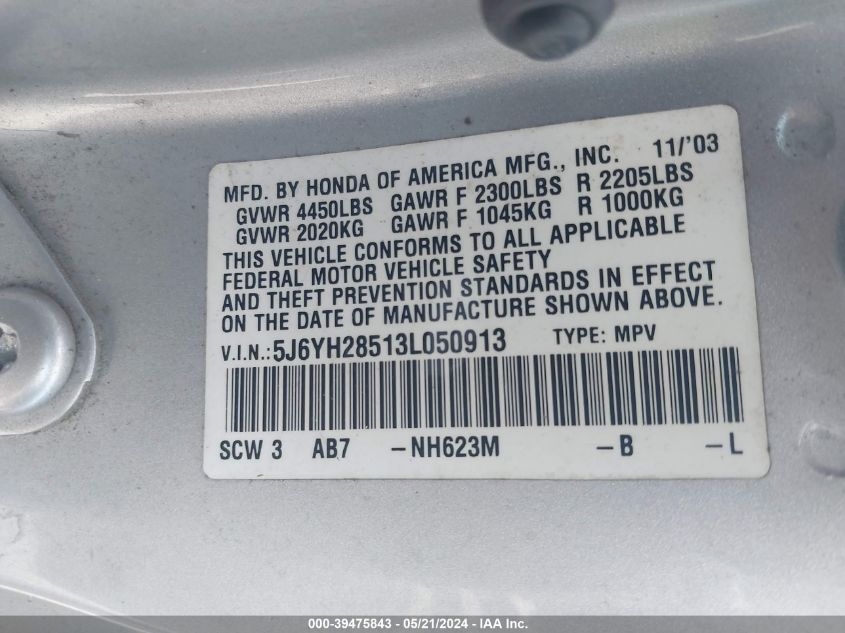 MFD. BY HONDA OF AMERICA MFG., INC. 11/'03
GVWR 4450LBS GAWR F 2300LBS R 2205LBS
GVWR 2020KG GAWR F 1045KG R 1000KG
THIS VEHICLE CONFORMS TO ALL APPLICABLE
FEDERAL MOTOR VEHICLE SAFETY
AND THEFT PREVENTION STANDARDS IN EFFECT
ON THE DATE OF MANUFACTURE SHOWN ABOVE.
V.I.N.: 5J6YH28513L050913 TYPE: MPV
SCW 3 AB7 -NH623M -B -L
000-39475843 - 05/21/2024 - IAA Inc.